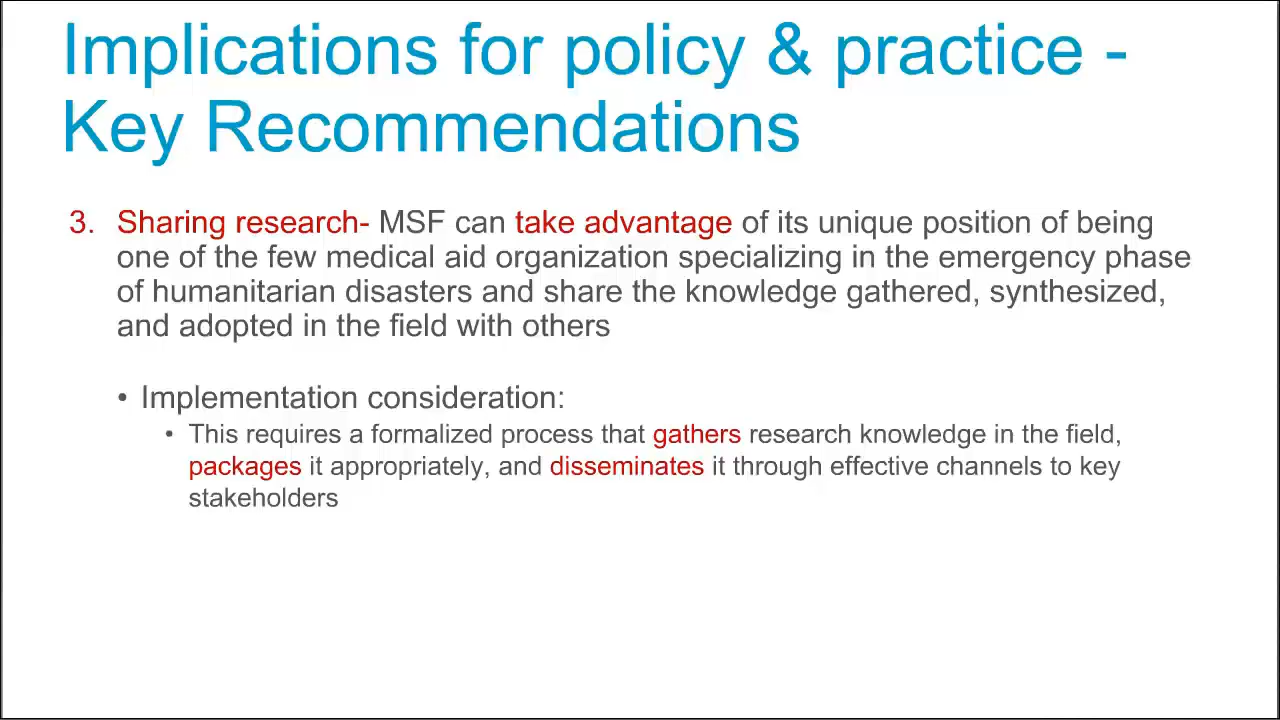 Implications for policy & practice -
Key Recommendations
3. Sharing research- MSF can take advantage of its unique position of being
one of the few medical aid organization specializing in the emergency phase
of humanitarian disasters and share the knowledge gathered, synthesized,
and adopted in the field with others
• Implementation consideration:
• This requires a formalized process that gathers research knowledge in the field,
packages it appropriately, and disseminates it through effective channels to key
stakeholders